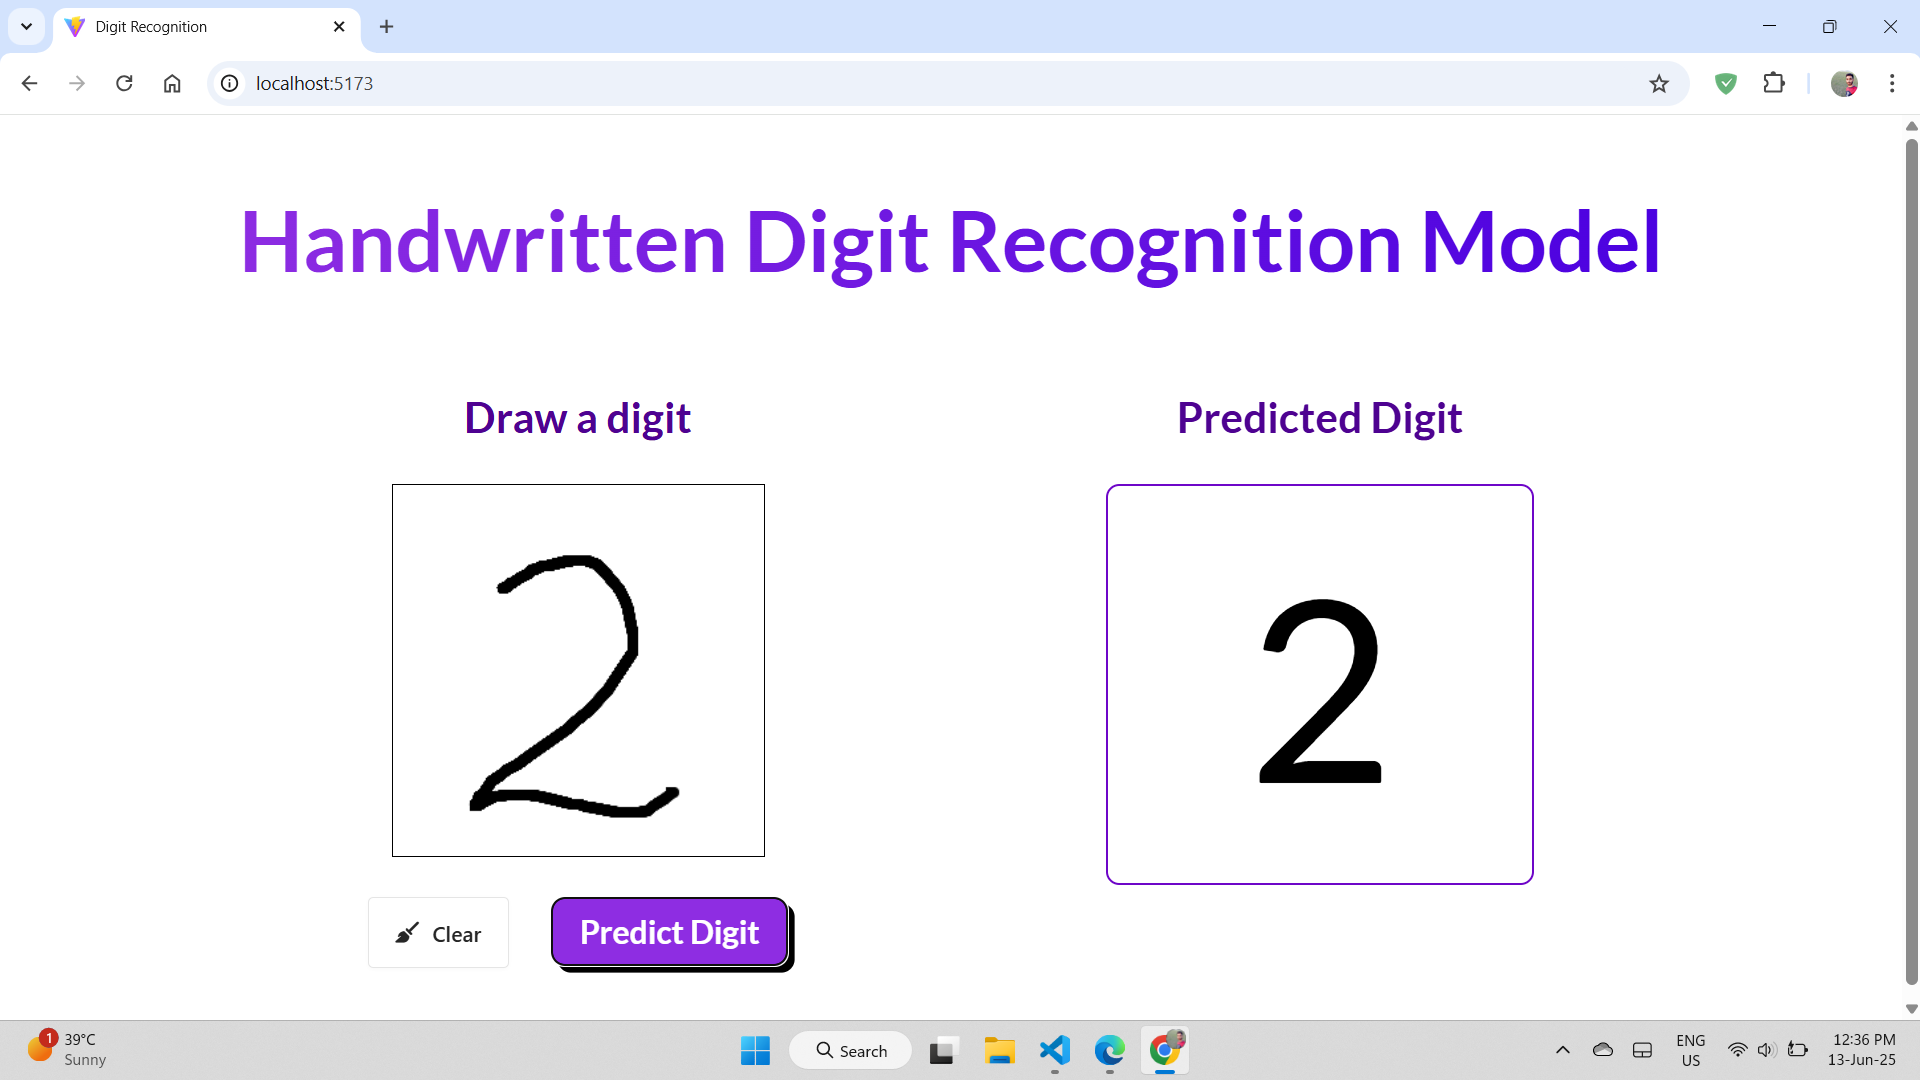 Digit Recognition
localhost:5173
Handwritten Digit Recognition Model
Draw a digit
Predicted Digit
2
2
Clear
Predict Digit
1
39°C
Sunny
Search
ENG
US
12:36 PM
13-Jun-25